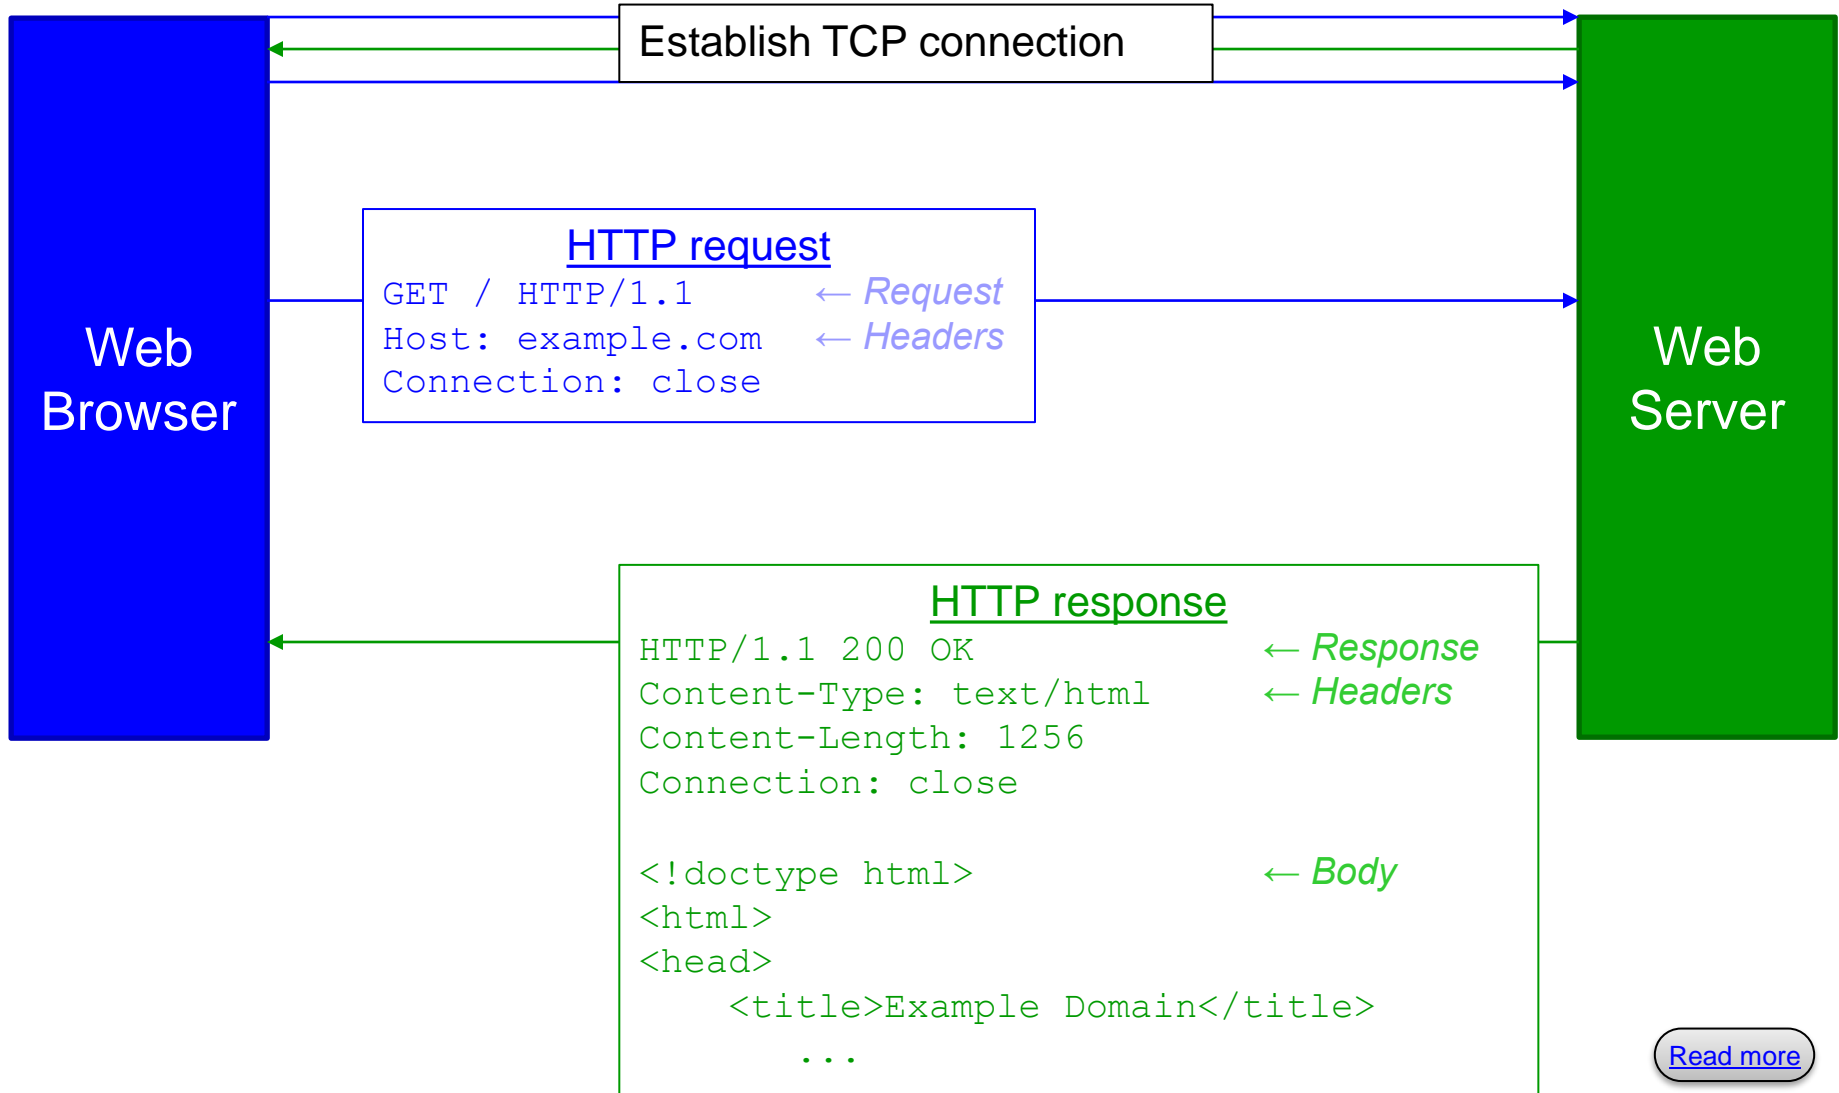 Establish TCP connection
Web
Browser
HTTP request
GET / HTTP/1.1 ← Request
Host: example.com ← Headers
Connection: close
Web
Server
HTTP response
HTTP/1.1 200 OK ← Response
Content-Type: text/html ← Headers
Content-Length: 1256
Connection: close
<!doctype html> ← Body
<html>
<head>
<title>Example Domain</title>
...
Read more